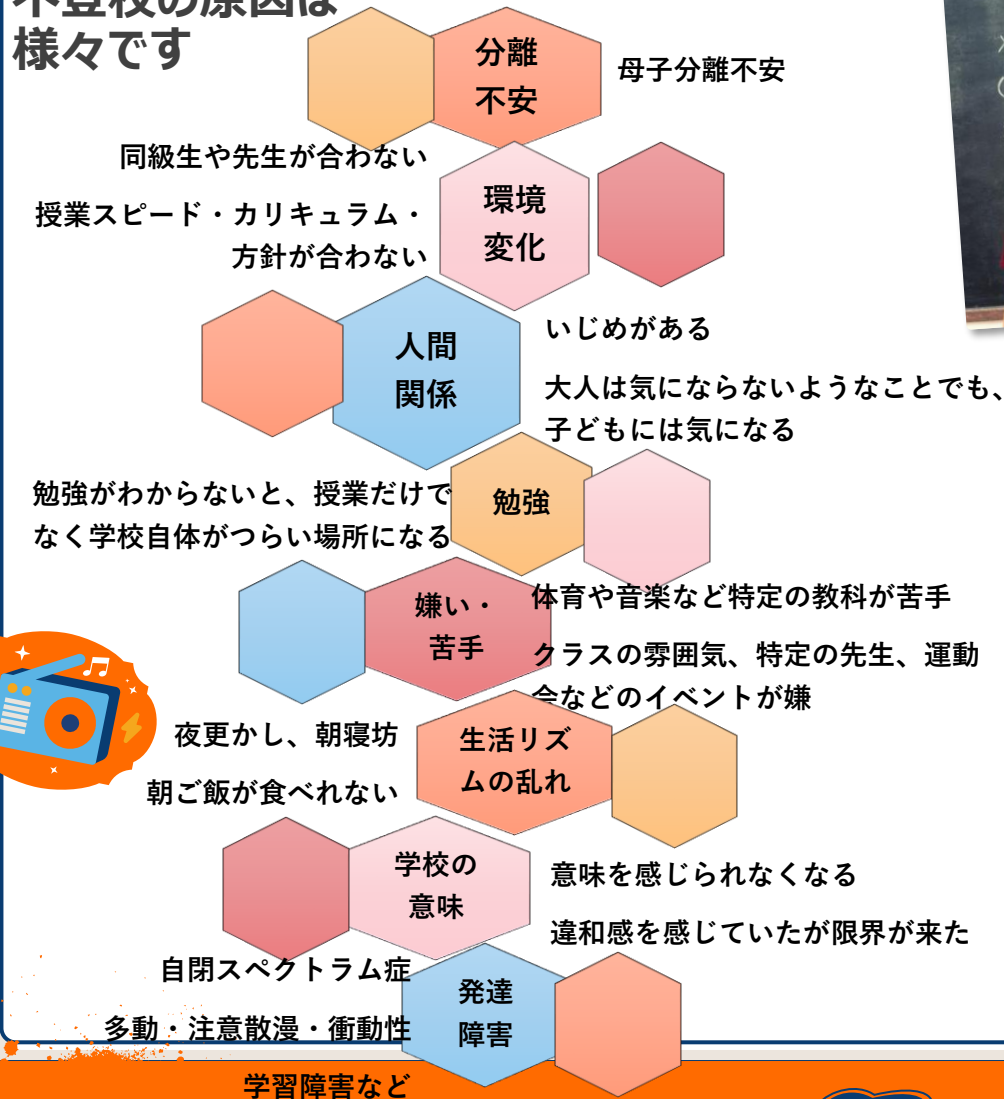 不登校の原因は
様々です
分離
不安
母子分離不安
同級生や先生が合わない
授業スピード・カリキュラム・
方針が合わない
環境
変化
人間
関係
いじめがある
大人は気にならないようなことでも、
子どもには気になる
勉強がわからないと、授業だけで
なく学校自体がつらい場所になる
勉強
嫌い・
苦手
体育や音楽など特定の教科が苦手
クラスの雰囲気、特定の先生、運動
会などのイベントが嫌
夜更かし、朝寝坊
朝ご飯が食べれない
生活リズ
ムの乱れ
学校の
意味
意味を感じられなくなる
違和感を感じていたが限界が来た
自閉スペクトラム症
多動・注意散漫・衝動性
学習障害など
発達
障害